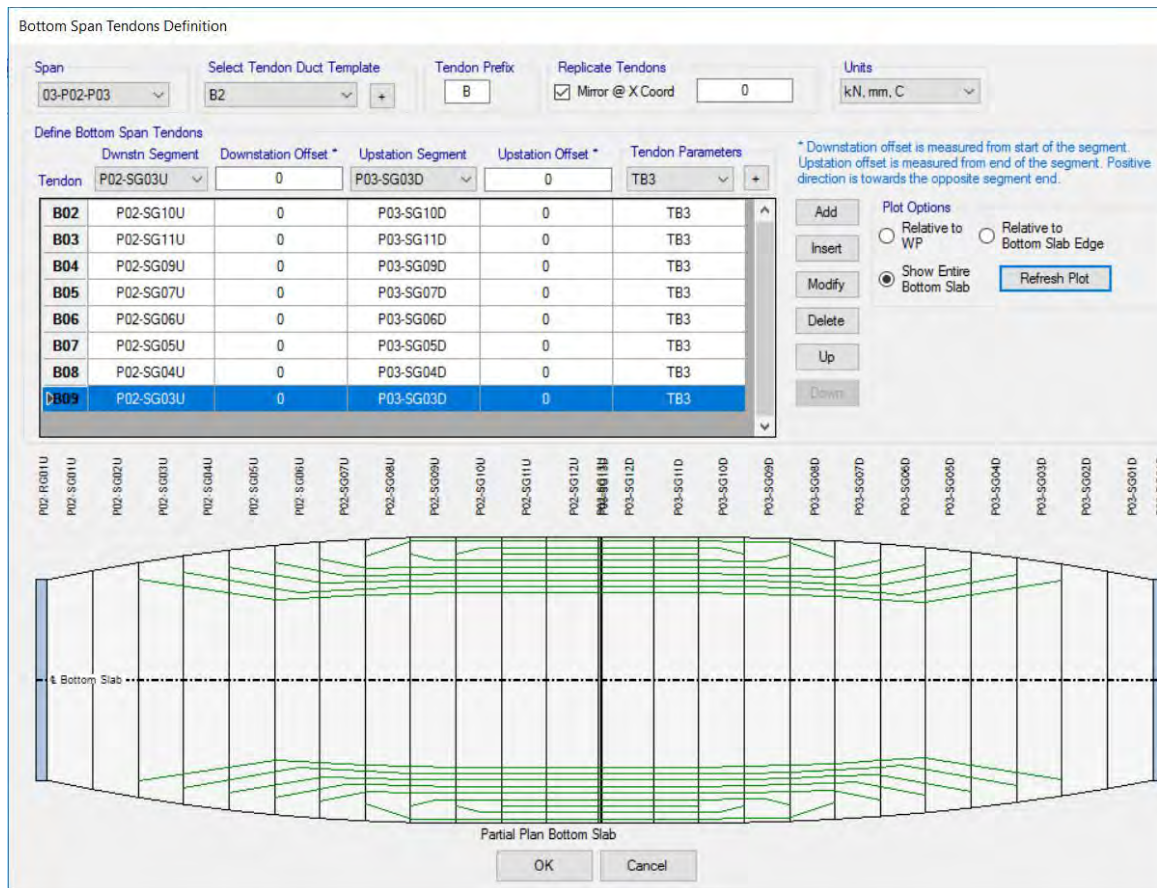 Bottom Span Tendons Definition
Span
Select Tendon Duct Template
Tendon Prefix
Replicate Tendons
Units
03-P02-P03
B2
+
B
Mirror @ X Coord
0
kN, mm, C
Define Bottom Span Tendons
Dwnstn Segment
Downstation Offset *
Upstation Segment
Upstation Offset *
Tendon Parameters
Tendon
P02-SG03U
0
P03-SG03D
0
TB3
+
* Downstation offset is measured from start of the segment.
Upstation offset is measured from end of the segment. Positive
direction is towards the opposite segment end.
B02 P02-SG10U 0 P03-SG10D 0 TB3
B03 P02-SG11U 0 P03-SG11D 0 TB3
B04 P02-SG09U 0 P03-SG09D 0 TB3
B05 P02-SG07U 0 P03-SG07D 0 TB3
B06 P02-SG06U 0 P03-SG06D 0 TB3
B07 P02-SG05U 0 P03-SG05D 0 TB3
B08 P02-SG04U 0 P03-SG04D 0 TB3
B09 P02-SG03U 0 P03-SG03D 0 TB3
Add
Insert
Modify
Delete
Up
Down
Plot Options
Relative to
WP
Relative to
Bottom Slab Edge
Show Entire
Bottom Slab
Refresh Plot
P02-RG01U
P02-SG01U
P02-SG02U
P02-SG03U
P02-SG04U
P02-SG05U
P02-SG06U
P02-SG07U
P02-SG08U
P02-SG09U
P02-SG10U
P02-SG11U
P02-SG12U
P03-SG12D
P03-SG11D
P03-SG10D
P03-SG09D
P03-SG08D
P03-SG07D
P03-SG06D
P03-SG05D
P03-SG04D
P03-SG03D
P03-SG02D
P03-SG01D
℄ Bottom Slab
Partial Plan Bottom Slab
OK
Cancel